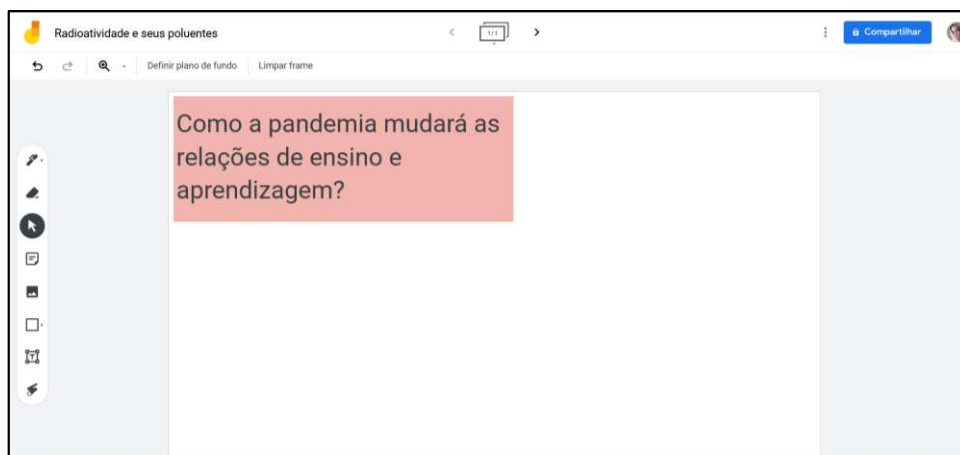 Radioatividade e seus poluentes
1/1
Compartilhar
Definir plano de fundo
Limpar frame
Como a pandemia mudará as
relações de ensino e
aprendizagem?